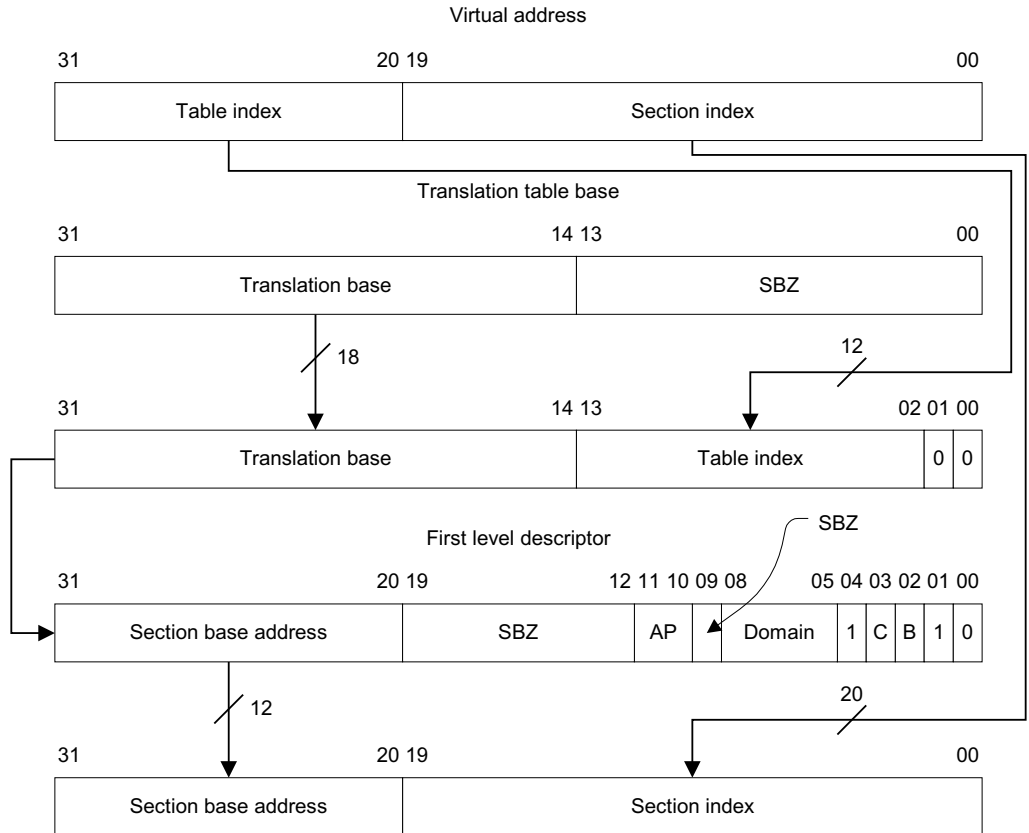 Virtual address
31 20 19 00
Table index Section index
Translation table base
31 14 13 00
Translation base SBZ
18 12
31 14 13 02 01 00
Translation base Table index 0 0
SBZ
First level descriptor
31 20 19 12 11 10 09 08 05 04 03 02 01 00
Section base address SBZ AP Domain 1 C B 1 0
12 20
31 20 19 00
Section base address Section index